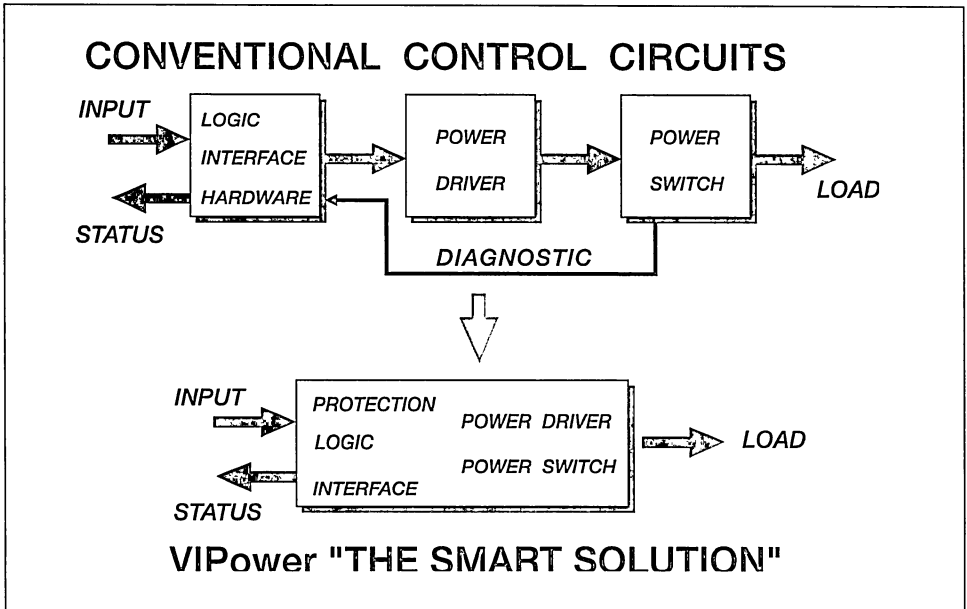 CONVENTIONAL CONTROL CIRCUITS
INPUT
LOGIC
INTERFACE
HARDWARE
STATUS
POWER
DRIVER
POWER
SWITCH
LOAD
DIAGNOSTIC
INPUT
PROTECTION
LOGIC
INTERFACE
POWER DRIVER
POWER SWITCH
LOAD
STATUS
VIPower "THE SMART SOLUTION"